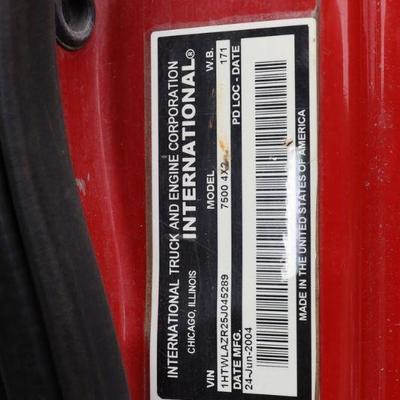 INTERNATIONAL TRUCK AND ENGINE CORPORATION
CHICAGO, ILLINOIS INTERNATIONAL®
VIN MODEL W.B.
1HTWLAZR25J045289 7500 4X2 171
DATE MFG. PD LOC - DATE
24-Jun-2004
MADE IN THE UNITED STATES OF AMERICA